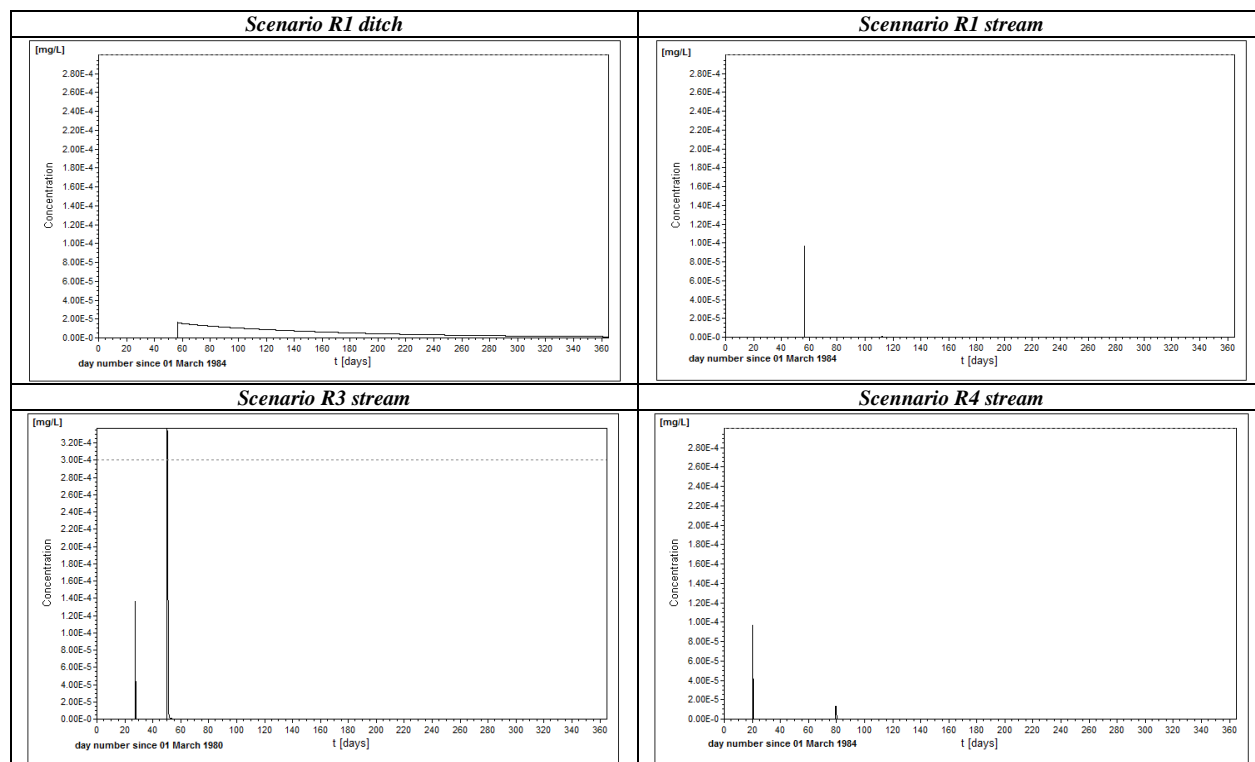 Scenario R1 ditch
[mg/L]
2.80E-4
2.60E-4
2.40E-4
2.20E-4
2.00E-4
1.80E-4
1.60E-4
1.40E-4
1.20E-4
1.00E-4
8.00E-5
6.00E-5
4.00E-5
2.00E-5
0.00E-0
Concentration
0 20 40 60 80 100 120 140 160 180 200 220 240 260 280 300 320 340 360
day number since 01 March 1984
t [days]
Scennario R1 stream
[mg/L]
2.80E-4
2.60E-4
2.40E-4
2.20E-4
2.00E-4
1.80E-4
1.60E-4
1.40E-4
1.20E-4
1.00E-4
8.00E-5
6.00E-5
4.00E-5
2.00E-5
0.00E-0
Concentration
0 20 40 60 80 100 120 140 160 180 200 220 240 260 280 300 320 340 360
day number since 01 March 1984
t [days]
Scenario R3 stream
[mg/L]
3.20E-4
3.00E-4
2.80E-4
2.60E-4
2.40E-4
2.20E-4
2.00E-4
1.80E-4
1.60E-4
1.40E-4
1.20E-4
1.00E-4
8.00E-5
6.00E-5
4.00E-5
2.00E-5
0.00E-0
Concentration
0 20 40 60 80 100 120 140 160 180 200 220 240 260 280 300 320 340 360
day number since 01 March 1980
t [days]
Scennario R4 stream
[mg/L]
2.80E-4
2.60E-4
2.40E-4
2.20E-4
2.00E-4
1.80E-4
1.60E-4
1.40E-4
1.20E-4
1.00E-4
8.00E-5
6.00E-5
4.00E-5
2.00E-5
0.00E-0
Concentration
0 20 40 60 80 100 120 140 160 180 200 220 240 260 280 300 320 340 360
day number since 01 March 1984
t [days]